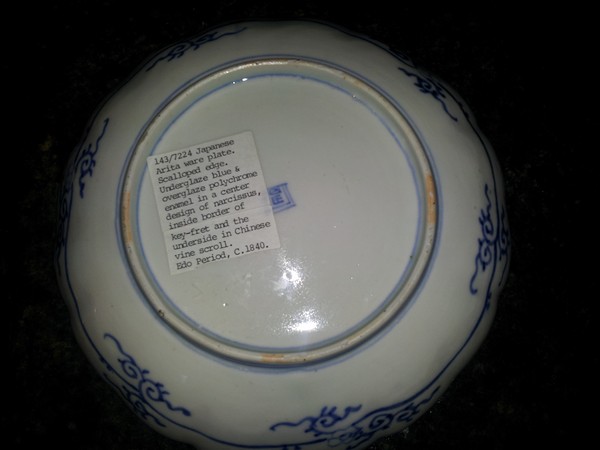 143/7224 Japanese
Arita ware plate.
Scalloped edge.
Underglaze blue &
overglaze polychrome
enamel in a center
design of narcissus,
inside border of
key-fret and the
underside in Chinese
vine scroll.
Edo Period, C.1840.